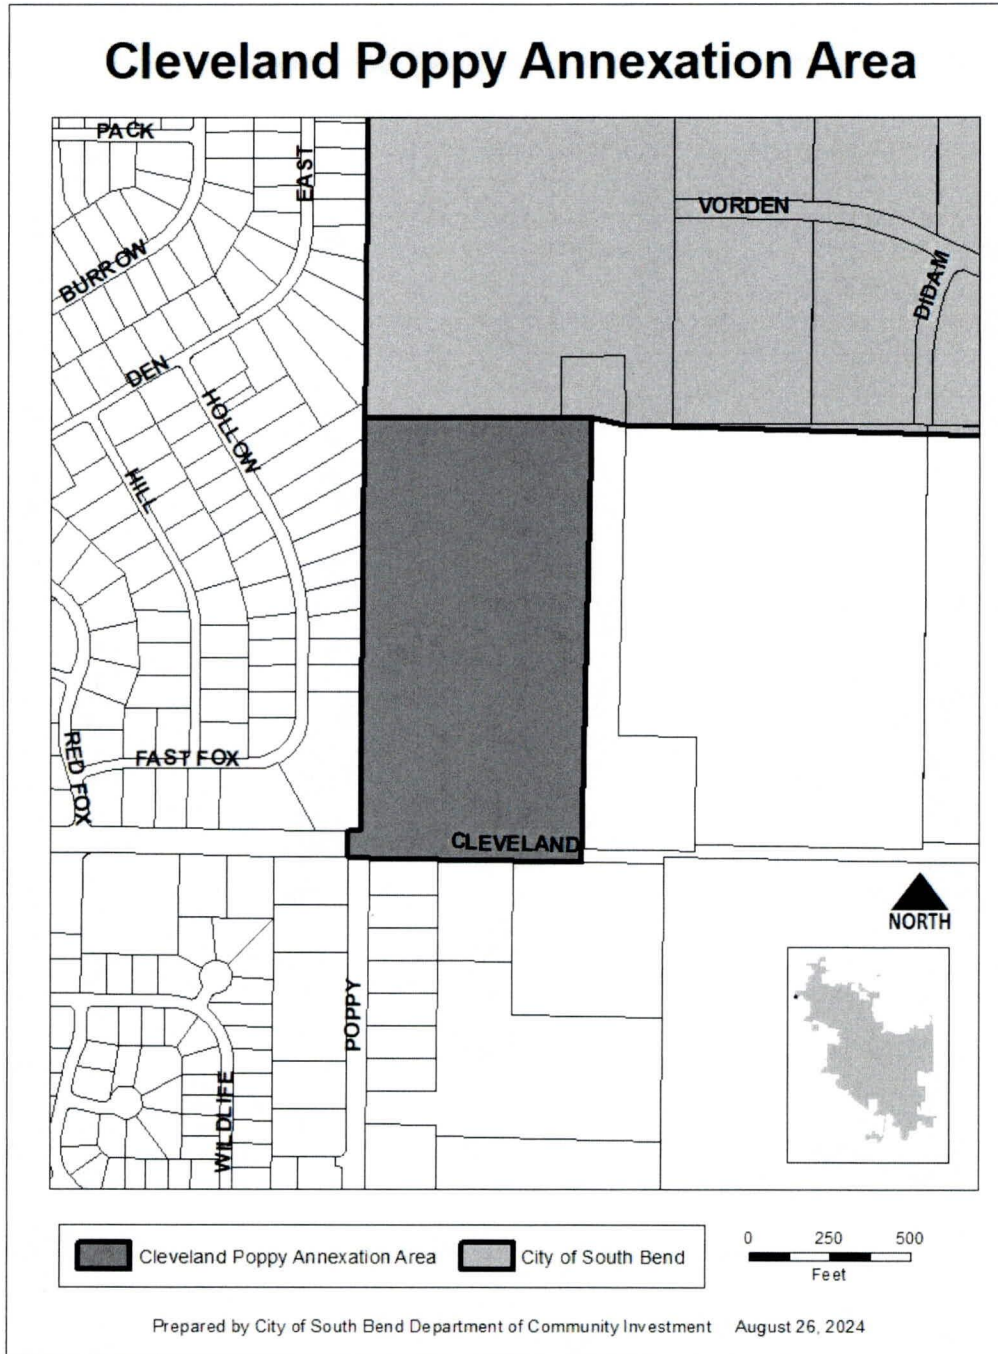 Cleveland Poppy Annexation Area
PACK
EAST
VORDEN
BURROW
DIDAM
DEN
HOLLOW
HILL
RED FOX
FAST FOX
CLEVELAND
NORTH
POPPY
WILDLIFE
Cleveland Poppy Annexation Area
City of South Bend
0 250 500
Feet
Prepared by City of South Bend Department of Community Investment August 26, 2024